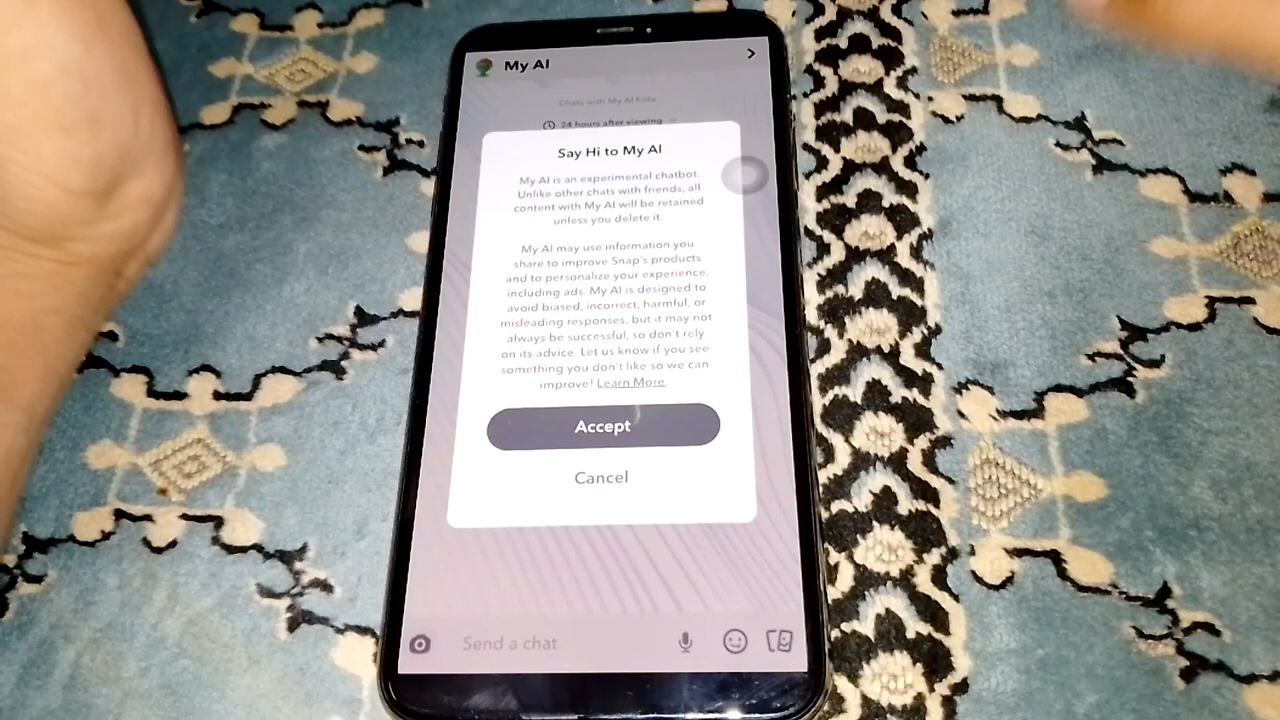 My AI
Chats with My AI hide...
24 hours after viewing
Say Hi to My AI
My AI is an experimental chatbot.
Unlike other chats with friends, all
content with My AI will be retained
unless you delete it.
My AI may use information you
share to improve Snap's products
and to personalize your experience,
including ads. My AI is designed to
avoid biased, incorrect, harmful, or
misleading responses, but it may not
always be successful, so don't rely
on its advice. Let us know if you see
something you don't like so we can
improve! Learn More.
Accept
Cancel
Send a chat